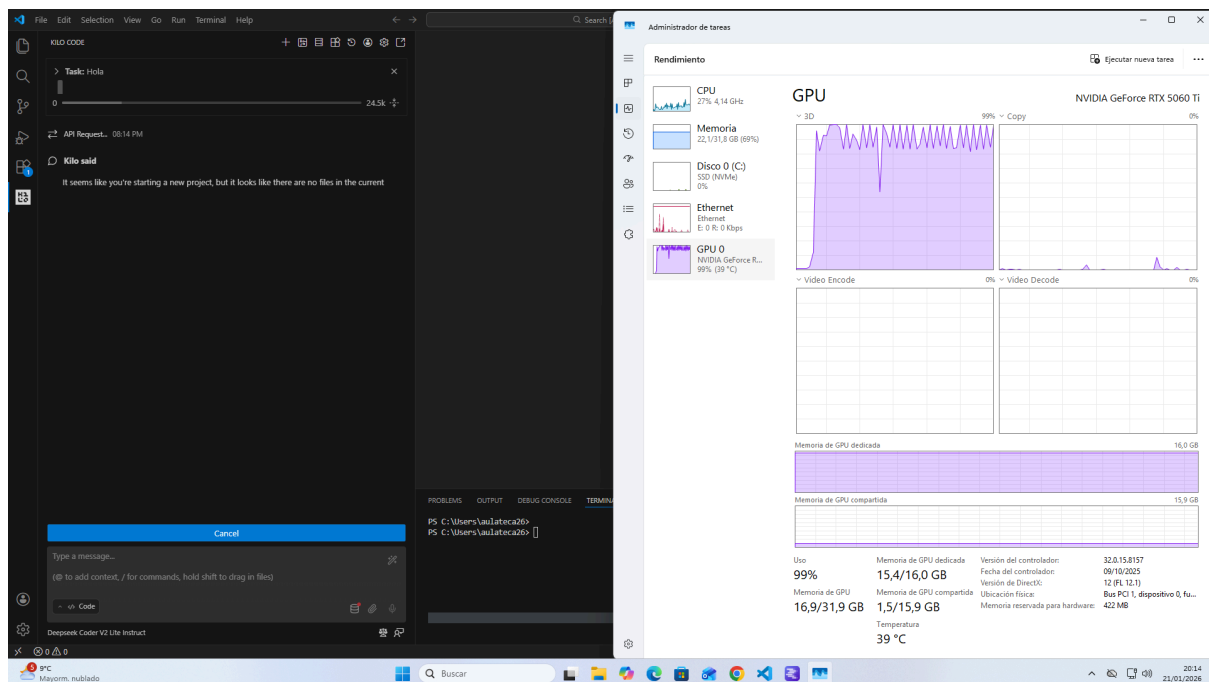 File Edit Selection View Go Run Terminal Help
Search [
KILO CODE
Task: Hola
0 24.5k
API Request... 08:14 PM
Kilo said
It seems like you're starting a new project, but it looks like there are no files in the current
Cancel
Type a message...
(@ to add context, / for commands, hold shift to drag in files)
Code
Deepseek Coder V2 Lite Instruct
0 0
PROBLEMS OUTPUT DEBUG CONSOLE TERMIN
PS C:\Users\aulateca26>
PS C:\Users\aulateca26>
Administrador de tareas
Rendimiento
Ejecutar nueva tarea
CPU
27% 4,14 GHz
Memoria
22,1/31,8 GB (69%)
Disco 0 (C:)
SSD (NVMe)
0%
Ethernet
Ethernet
E: 0 R: 0 Kbps
GPU 0
NVIDIA GeForce R...
99% (39 °C)
GPU
NVIDIA GeForce RTX 5060 Ti
3D 99%
Copy 0%
Video Encode 0%
Video Decode 0%
Memoria de GPU dedicada 16,0 GB
Memoria de GPU compartida 15,9 GB
Uso
99%
Memoria de GPU dedicada
15,4/16,0 GB
Memoria de GPU
16,9/31,9 GB
Memoria de GPU compartida
1,5/15,9 GB
Temperatura
39 °C
Versión del controlador: 32.0.15.8157
Fecha del controlador: 09/10/2025
Versión de DirectX: 12 (FL 12.1)
Ubicación física: Bus PCI 1, dispositivo 0, fu...
Memoria reservada para hardware: 422 MB
5
9°C
Mayorm. nublado
Buscar
20:14
21/01/2026